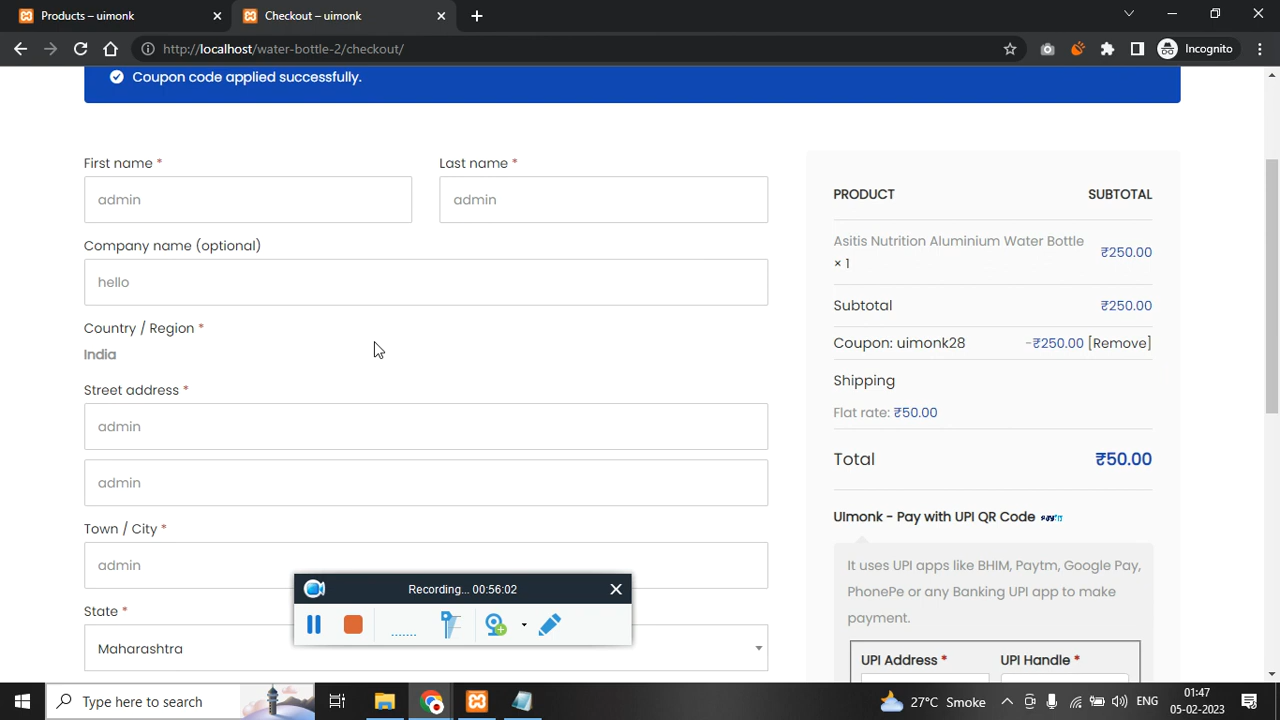 Products – uimonk
Checkout – uimonk
http://localhost/water-bottle-2/checkout/
Incognito
Coupon code applied successfully.
First name *
Last name *
admin
admin
Company name (optional)
hello
Country / Region *
India
Street address *
admin
admin
Town / City *
admin
State *
Maharashtra
PRODUCT
SUBTOTAL
Asitis Nutrition Aluminium Water Bottle
× 1
₹250.00
Subtotal
₹250.00
Coupon: uimonk28
-₹250.00 [Remove]
Shipping
Flat rate: ₹50.00
Total
₹50.00
UImonk - Pay with UPI QR Code paytm
It uses UPI apps like BHIM, Paytm, Google Pay,
PhonePe or any Banking UPI app to make
payment.
UPI Address *
UPI Handle *
Recording... 00:56:02
Type here to search
27°C Smoke
ENG
01:47
05-02-2023